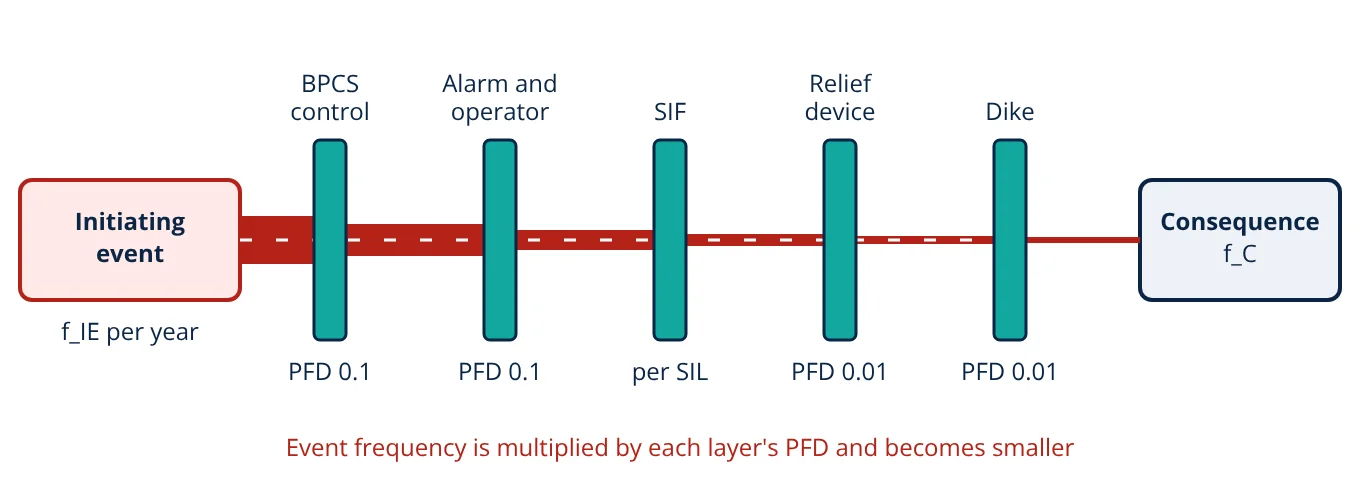 BPCS
control
Alarm and
operator
SIF
Relief
device
Dike
Initiating
event
Consequence
f_C
f_IE per year
PFD 0.1
PFD 0.1
per SIL
PFD 0.01
PFD 0.01
Event frequency is multiplied by each layer's PFD and becomes smaller